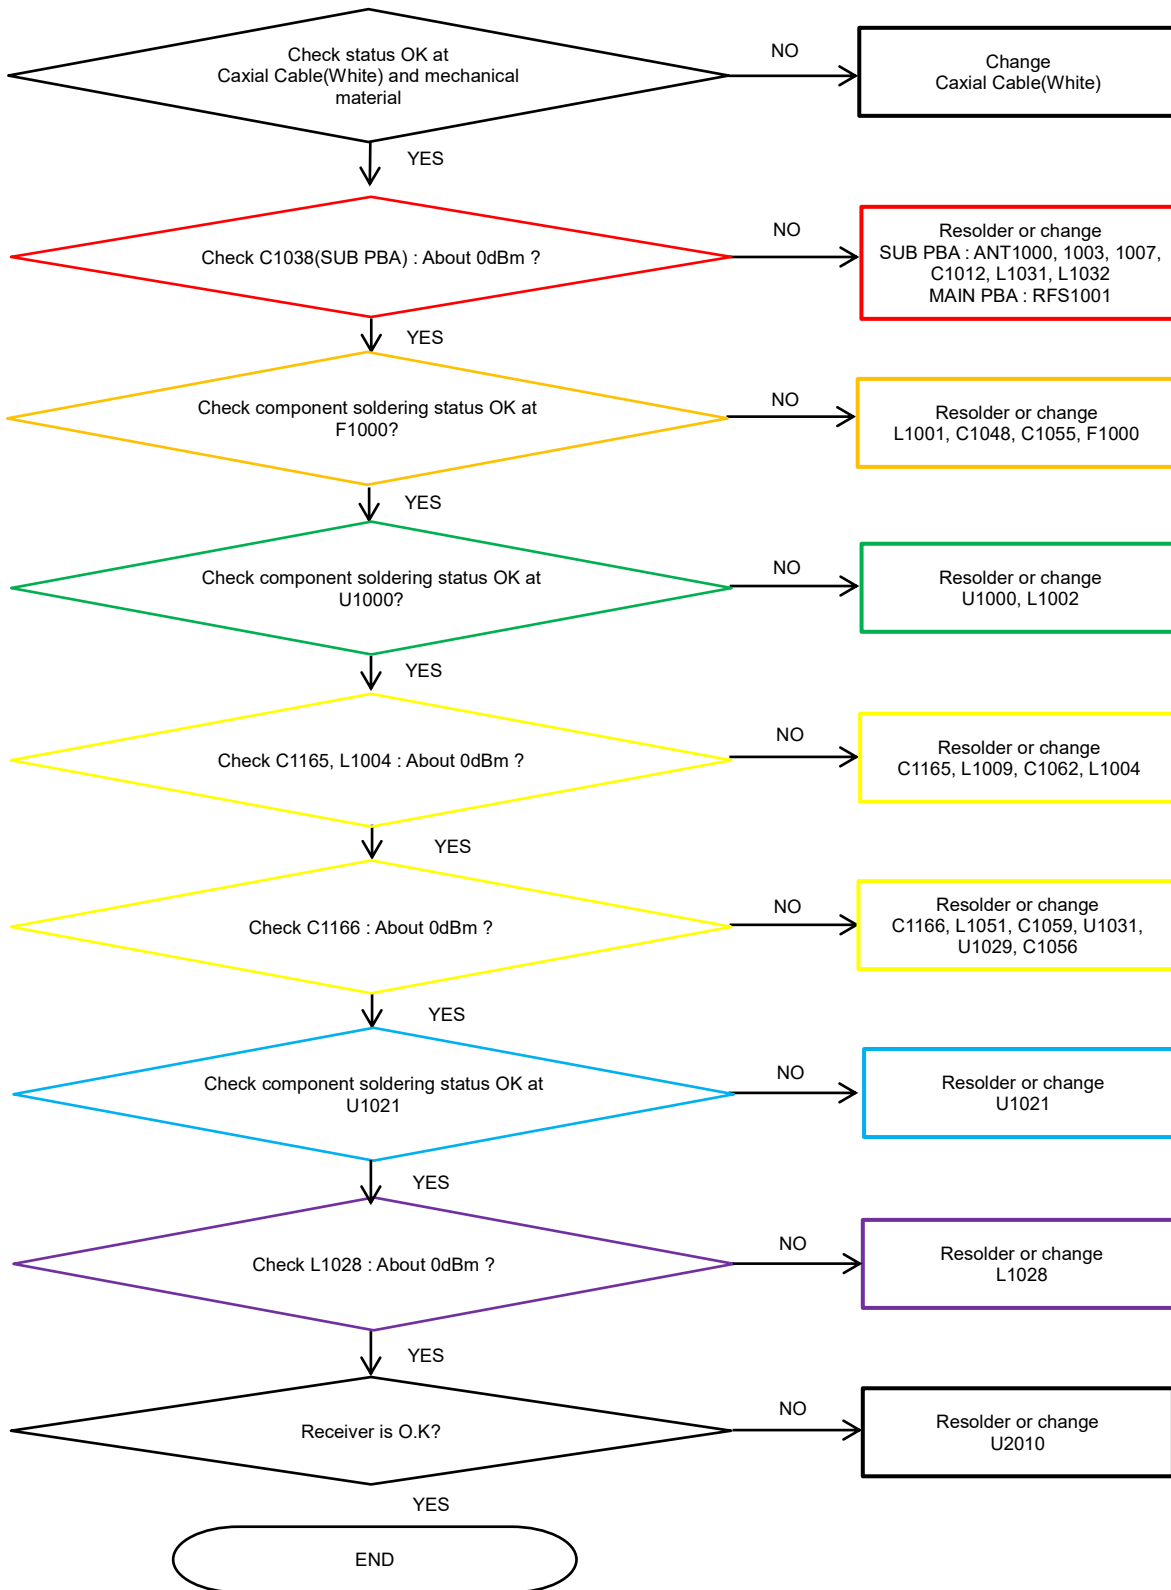 Check status OK at
Caxial Cable(White) and mechanical
material
NO
Change
Caxial Cable(White)
YES
Check C1038(SUB PBA) : About 0dBm ?
NO
Resolder or change
SUB PBA : ANT1000, 1003, 1007,
C1012, L1031, L1032
MAIN PBA : RFS1001
YES
Check component soldering status OK at
F1000?
NO
Resolder or change
L1001, C1048, C1055, F1000
YES
Check component soldering status OK at
U1000?
NO
Resolder or change
U1000, L1002
YES
Check C1165, L1004 : About 0dBm ?
NO
Resolder or change
C1165, L1009, C1062, L1004
YES
Check C1166 : About 0dBm ?
NO
Resolder or change
C1166, L1051, C1059, U1031,
U1029, C1056
YES
Check component soldering status OK at
U1021
NO
Resolder or change
U1021
YES
Check L1028 : About 0dBm ?
NO
Resolder or change
L1028
YES
Receiver is O.K?
NO
Resolder or change
U2010
YES
END